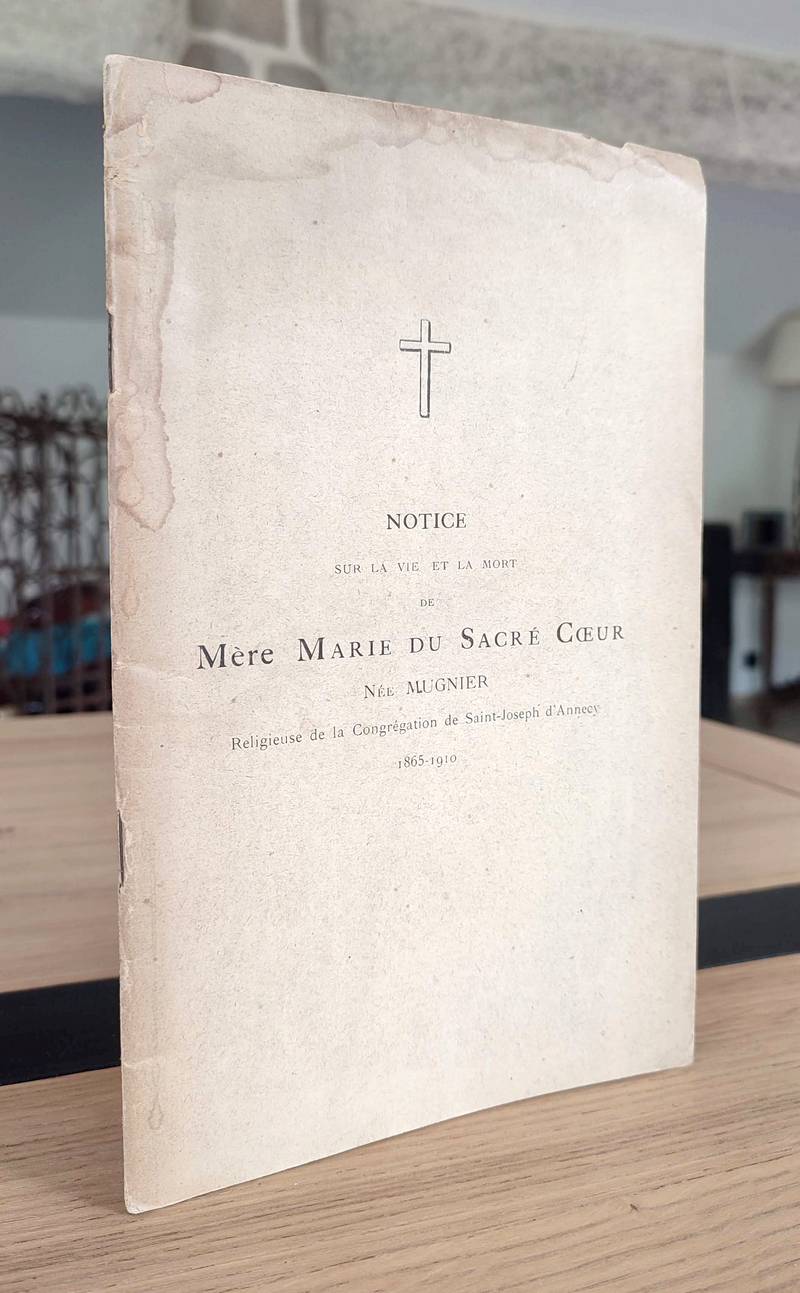 NOTICE
SUR LA VIE ET LA MORT
DE
Mère MARIE DU SACRÉ CŒUR
NÉE MUGNIER
Religieuse de la Congrégation de Saint-Joseph d'Annecy
1865-1910